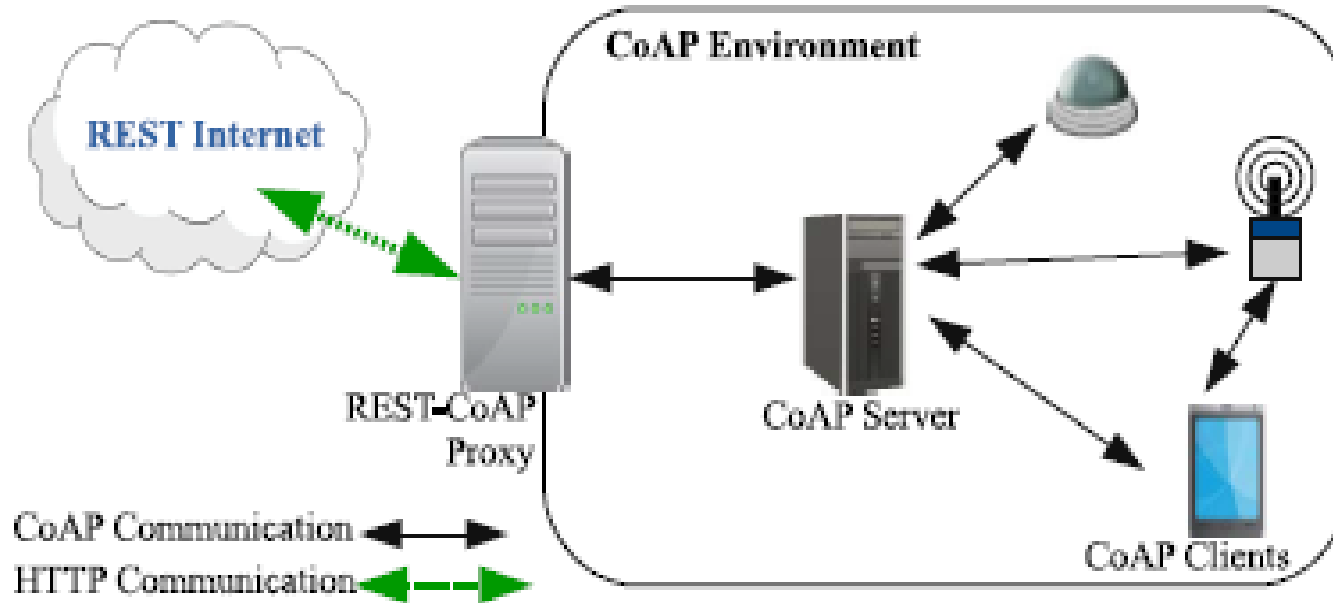 CoAP Environment
REST Internet
REST-CoAP
Proxy
CoAP Server
CoAP Clients
CoAP Communication
HTTP Communication